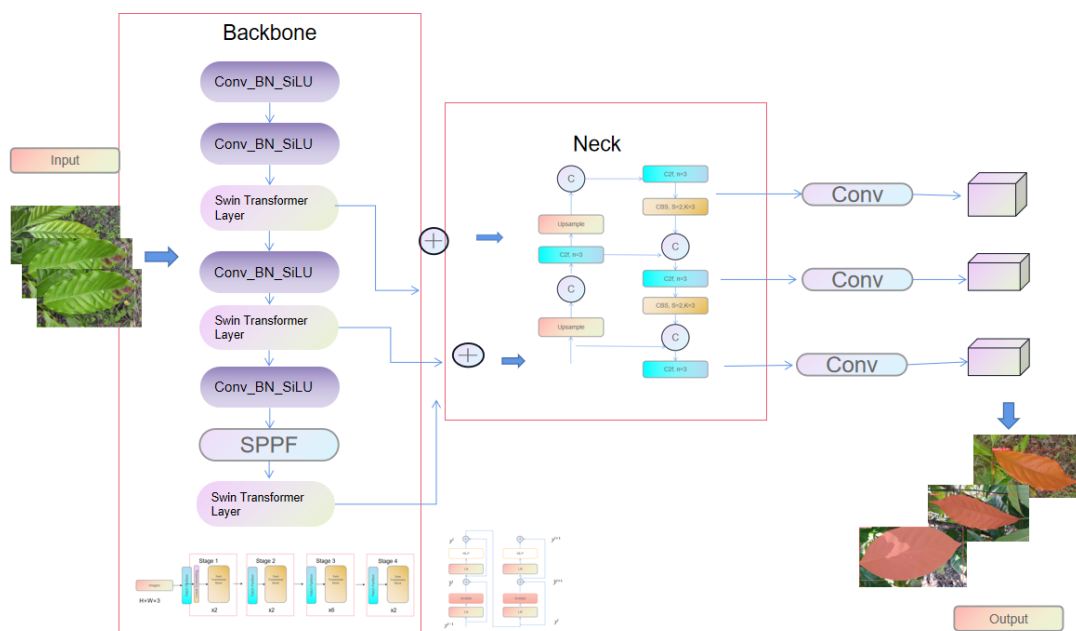 Backbone
Conv_BN_SiLU
Conv_BN_SiLU
Input
Swin Transformer
Layer
Conv_BN_SiLU
Swin Transformer
Layer
Conv_BN_SiLU
SPPF
Swin Transformer
Layer
Neck
C
C2f, n=3
CBS, S=2,K=3
Upsample
C2f, n=3
C
C
C2f, n=3
CBS, S=2,K=3
Upsample
C
C2f, n=3
Conv
Conv
Conv
Stage 1
Stage 2
Stage 3
Stage 4
H×W×3
x2
x2
x6
x2
Output